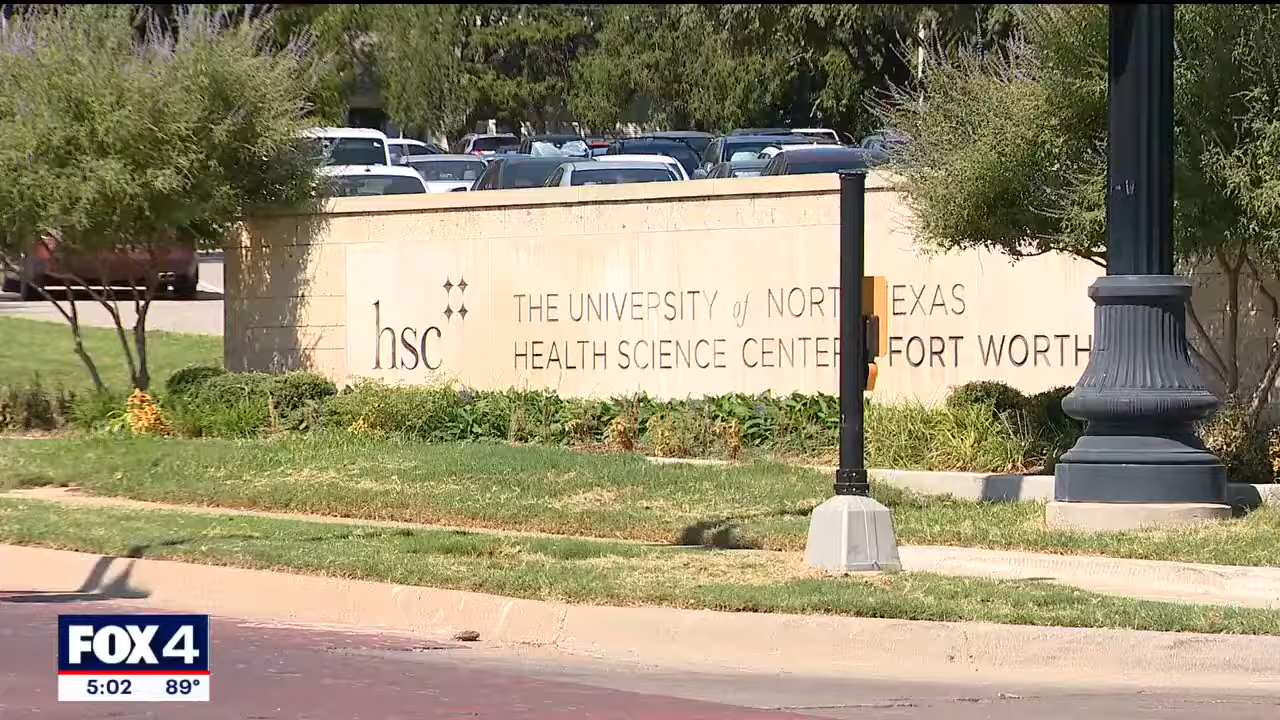 hsc
THE UNIVERSITY of NORT EXAS
HEALTH SCIENCE CENTER FORT WORTH
FOX 4
5:02 89°